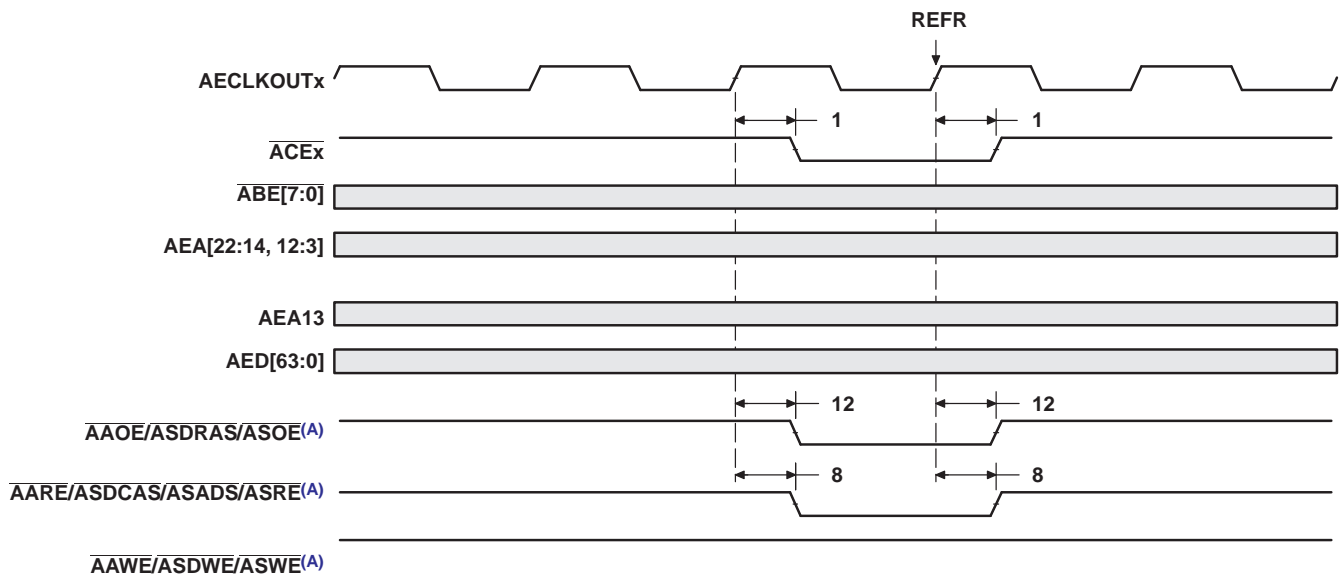 REFR
AECLKOUTx
1 1
ACEx
ABE[7:0]
AEA[22:14, 12:3]
AEA13
AED[63:0]
12 12
AAOE/ASDRAS/ASOE(A)
8 8
AARE/ASDCAS/ASADS/ASRE(A)
AAWE/ASDWE/ASWE(A)